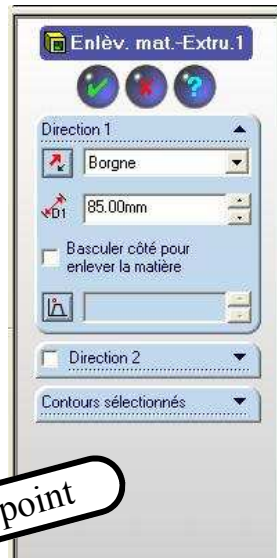 Enlèv. mat.-Extru.1
?
Direction 1
Borgne
D1
85.00mm
Basculer côté pour
enlever la matière
Direction 2
Contours sélectionnés
point